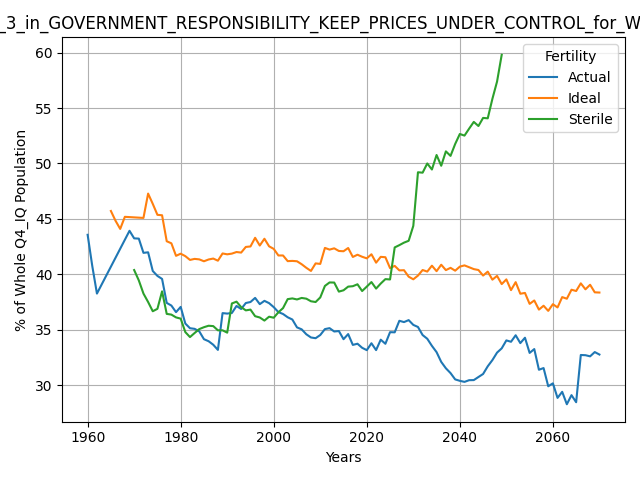 _3_in_GOVERNMENT_RESPONSIBILITY_KEEP_PRICES_UNDER_CONTROL_for_W
60
55
50
45
40
35
30
% of Whole Q4_IQ Population
Fertility
Actual
Ideal
Sterile
1960
1980
2000
2020
2040
2060
Years